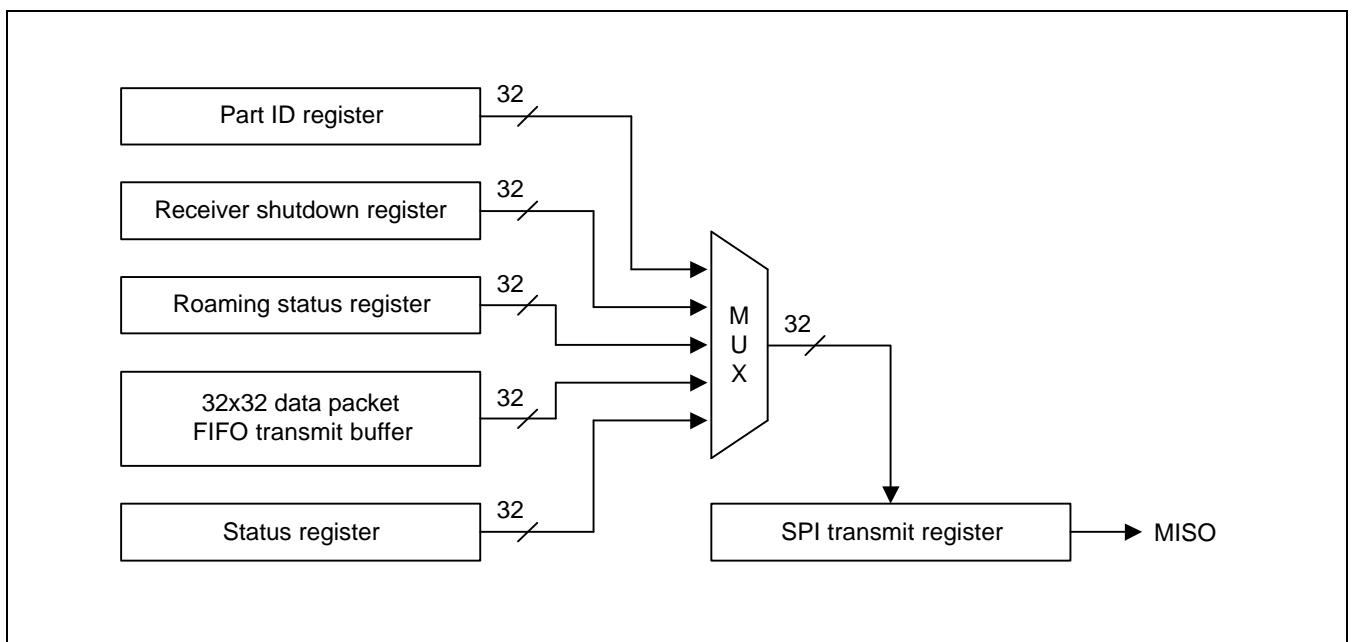 32
Part ID register
32
Receiver shutdown register
32
Roaming status register
32
32x32 data packet
FIFO transmit buffer
32
Status register
M
U
X
32
SPI transmit register
MISO